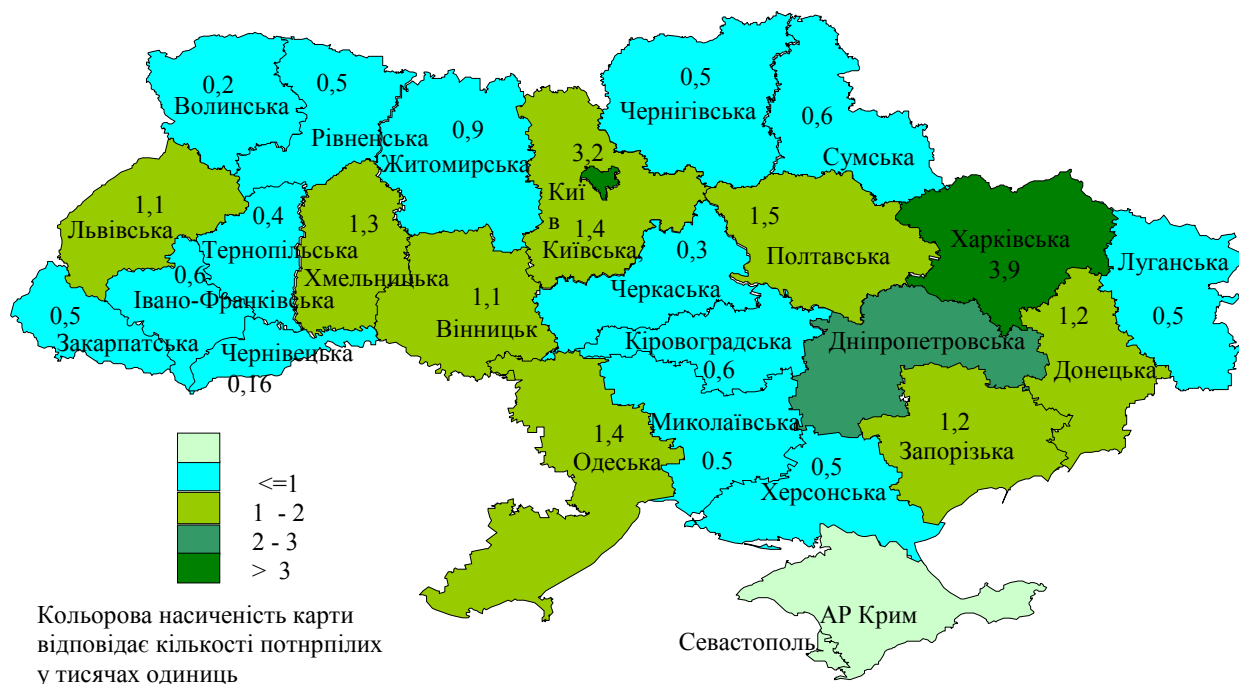 0,2
Волинська
0,5
Рівненська
0,9
Житомирська
3,2
Киї
в
1,4
Київська
0,5
Чернігівська
0,6
Сумська
1,1
Львівська
0,4
Тернопільська
1,3
Хмельницька
0,6
Івано-Франківська
0,5
Закарпатська
Чернівецька
0,16
1,1
Вінницьк
0,3
Черкаська
1,5
Полтавська
Харківська
3,9
Луганська
0,5
Кіровоградська
0,6
Дніпропетровська
1,2
Донецька
Миколаївська
0.5
1,4
Одеська
0,5
Херсонська
1,2
Запорізька
АР Крим
Севастополь
<=1
1 - 2
2 - 3
> 3
Кольорова насиченість карти
відповідає кількості потнрпілих
у тисячах одиниць